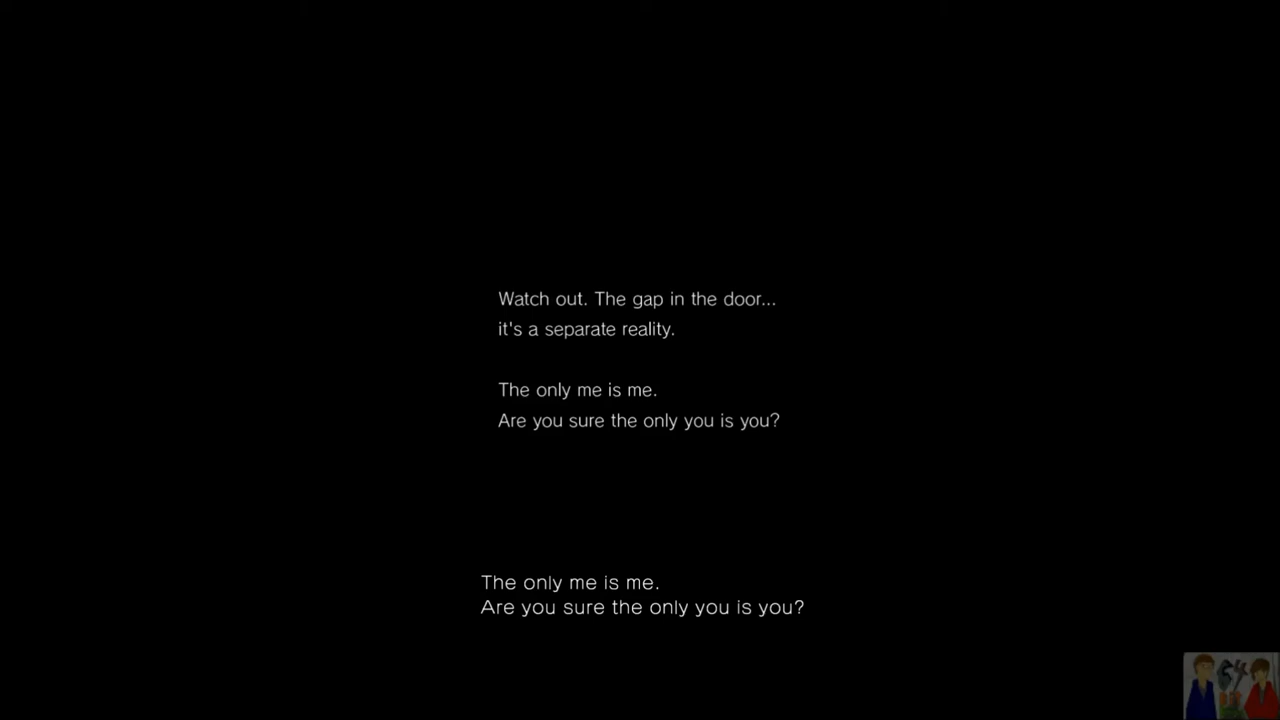 Watch out. The gap in the door...
it's a separate reality.
The only me is me.
Are you sure the only you is you?
The only me is me.
Are you sure the only you is you?
64